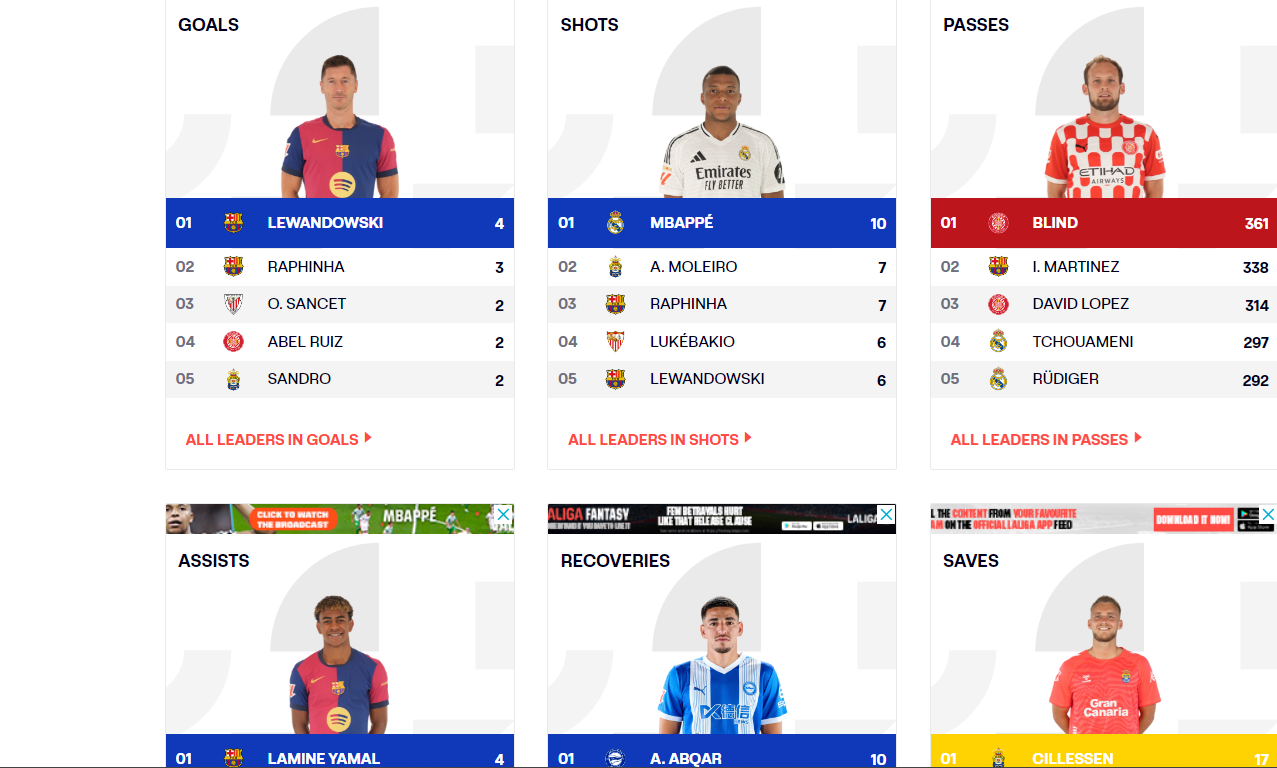 GOALS
01 LEWANDOWSKI 4
02 RAPHINHA 3
03 O. SANCET 2
04 ABEL RUIZ 2
05 SANDRO 2
ALL LEADERS IN GOALS
SHOTS
Emirates
FLY BETTER
01 MBAPPÉ 10
02 A. MOLEIRO 7
03 RAPHINHA 7
04 LUKÉBAKIO 6
05 LEWANDOWSKI 6
ALL LEADERS IN SHOTS
PASSES
ETIHAD
AIRWAYS
01 BLIND 361
02 I. MARTINEZ 338
03 DAVID LOPEZ 314
04 TCHOUAMENI 297
05 RÜDIGER 292
ALL LEADERS IN PASSES
CLICK TO WATCH
THE BROADCAST
MBAPPÉ
ASSISTS
01 LAMINE YAMAL 4
ALIGA FANTASY
FEW BETRAYALS HURT
LIKE THAT RELEASE CLAUSE
LALIG
RECOVERIES
01 A. ABQAR 10
L THE CONTENT FROM YOUR FAVOURITE
AM ON THE OFFICIAL LALIGA APP FEED
DOWNLOAD IT NOW!
SAVES
Gran
Canaria
01 CILLESSEN 17